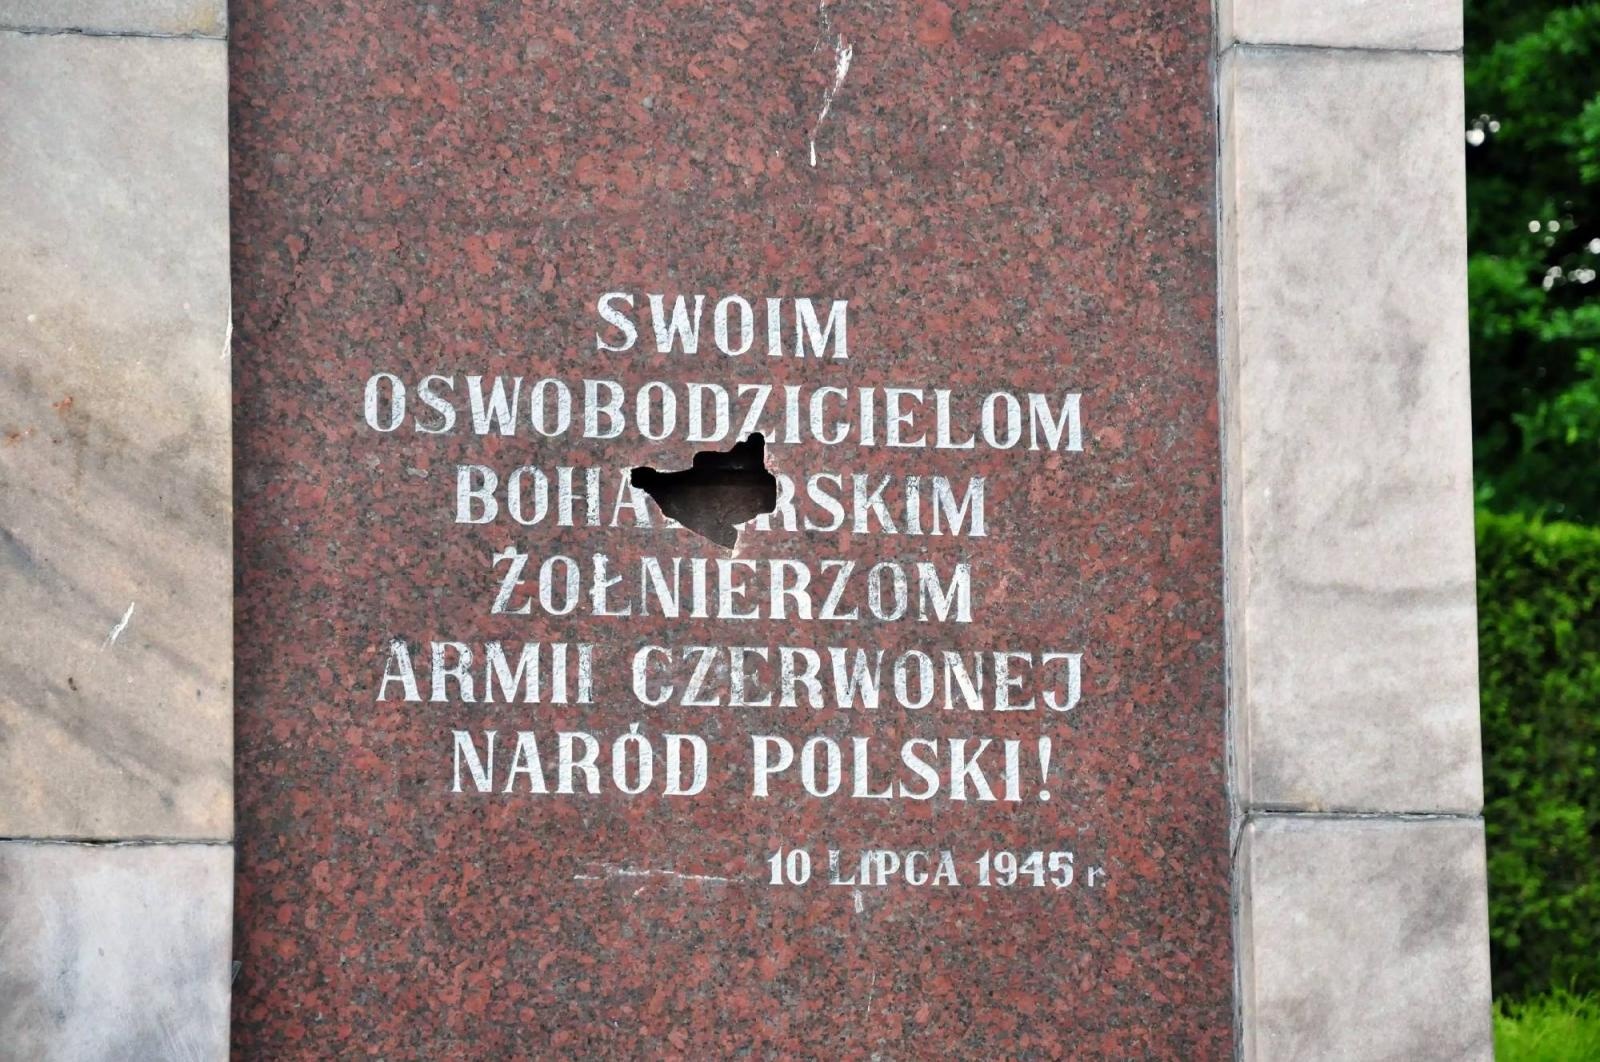 SWOIM
OSWOBODZICIELOM
ŻOŁNIERZOM
ARMII CZERWONEJ
NARÓD POLSKI!
10 LIPCA 1945 r